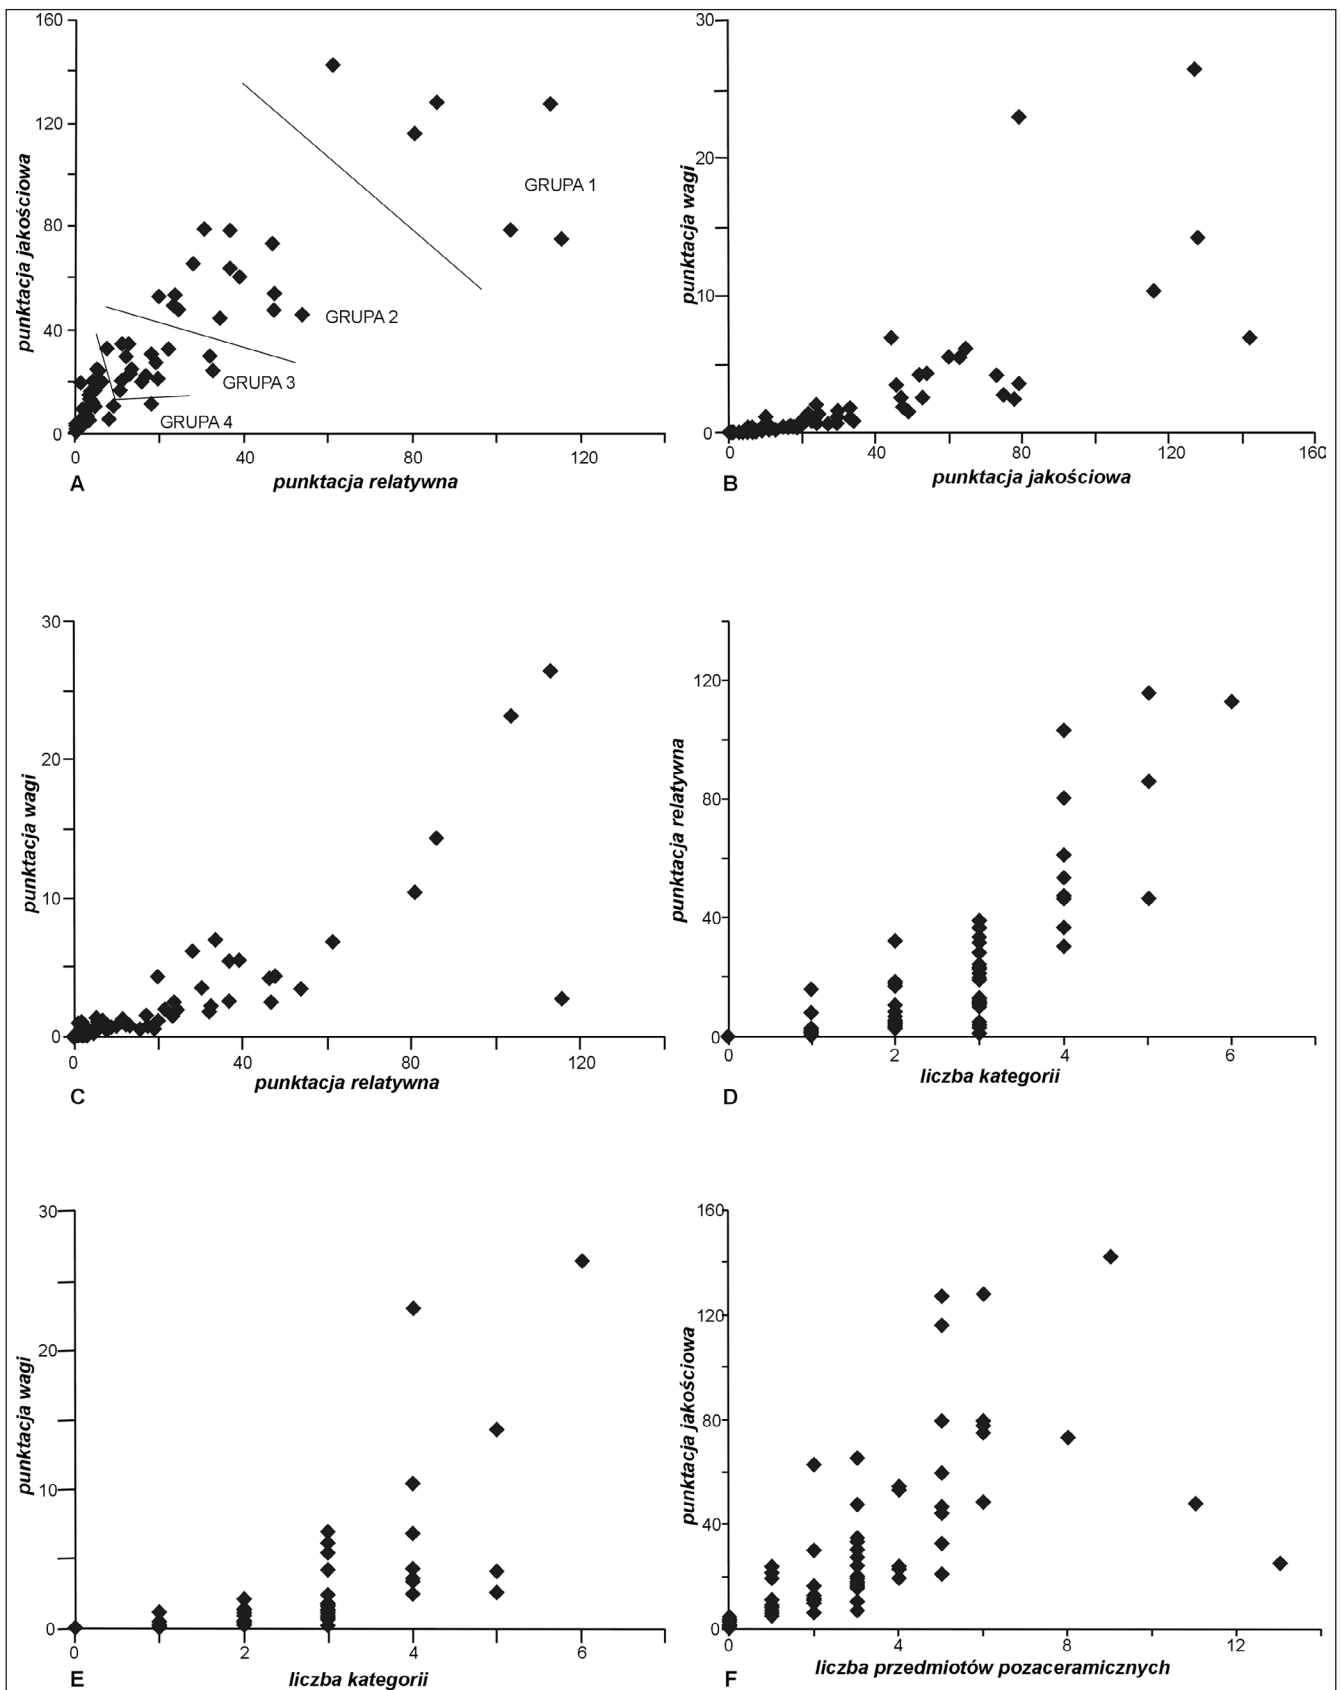 160
120
80
40
0
punktacja jakościowa
GRUPA 1
GRUPA 2
GRUPA 3
GRUPA 4
0 40 80 120
A punktacja relatywna
30
20
10
0
punktacja wagi
40 80 120 160
B punktacja jakościowa
30
20
10
0
punktacja wagi
0 40 80 120
C punktacja relatywna
120
80
40
0
punktacja relatywna
0 2 4 6
D liczba kategorii
30
20
10
0
punktacja wagi
0 2 4 6
E liczba kategorii
160
120
80
40
0
punktacja jakościowa
0 4 8 12
F liczba przedmiotów pozaceramicznych